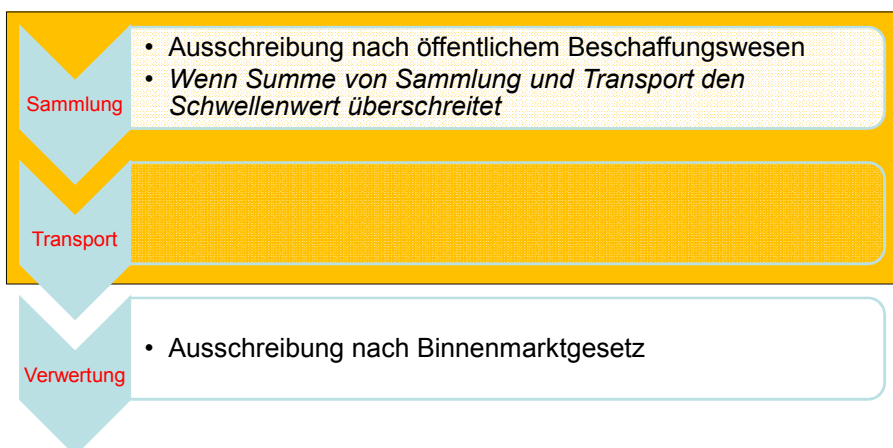 • Ausschreibung nach öffentlichem Beschaffungswesen
• Wenn Summe von Sammlung und Transport den
Schwellenwert überschreitet
Sammlung
Transport
• Ausschreibung nach Binnenmarktgesetz
Verwertung